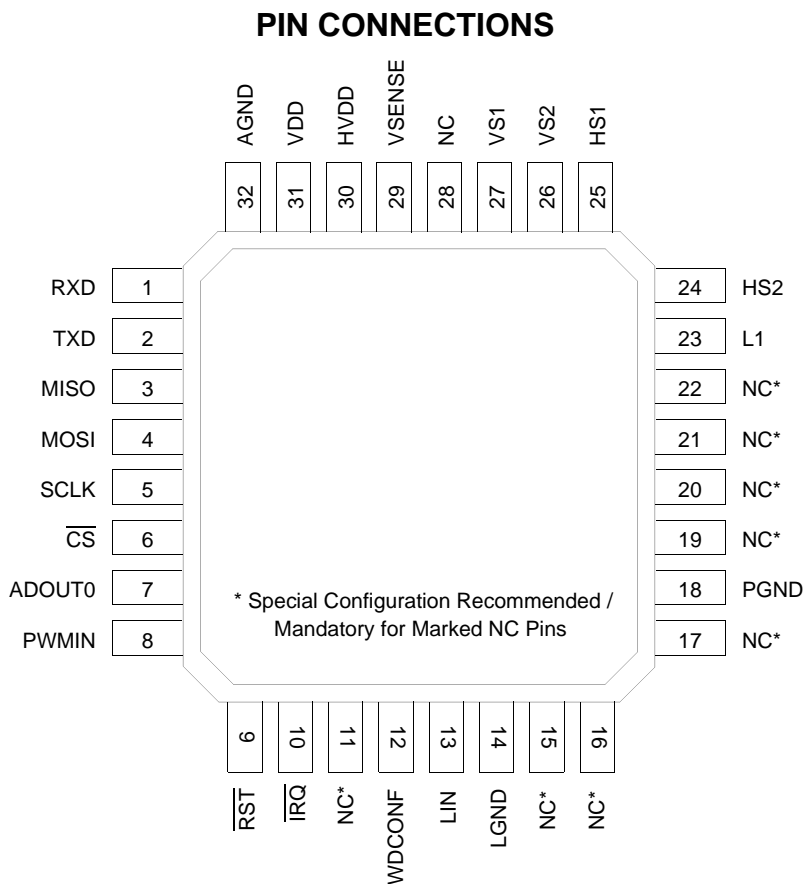 PIN CONNECTIONS
AGND
VDD
HVDD
VSENSE
NC
VS1
VS2
HS1
32
31
30
29
28
27
26
25
RXD 1
TXD 2
MISO 3
MOSI 4
SCLK 5
C̅S̅ 6
ADOUT0 7
PWMIN 8
24 HS2
23 L1
22 NC*
21 NC*
20 NC*
19 NC*
18 PGND
17 NC*
* Special Configuration Recommended /
Mandatory for Marked NC Pins
9
10
11
12
13
14
15
16
R̅S̅T̅
I̅R̅Q̅
NC*
WDCONF
LIN
LGND
NC*
NC*